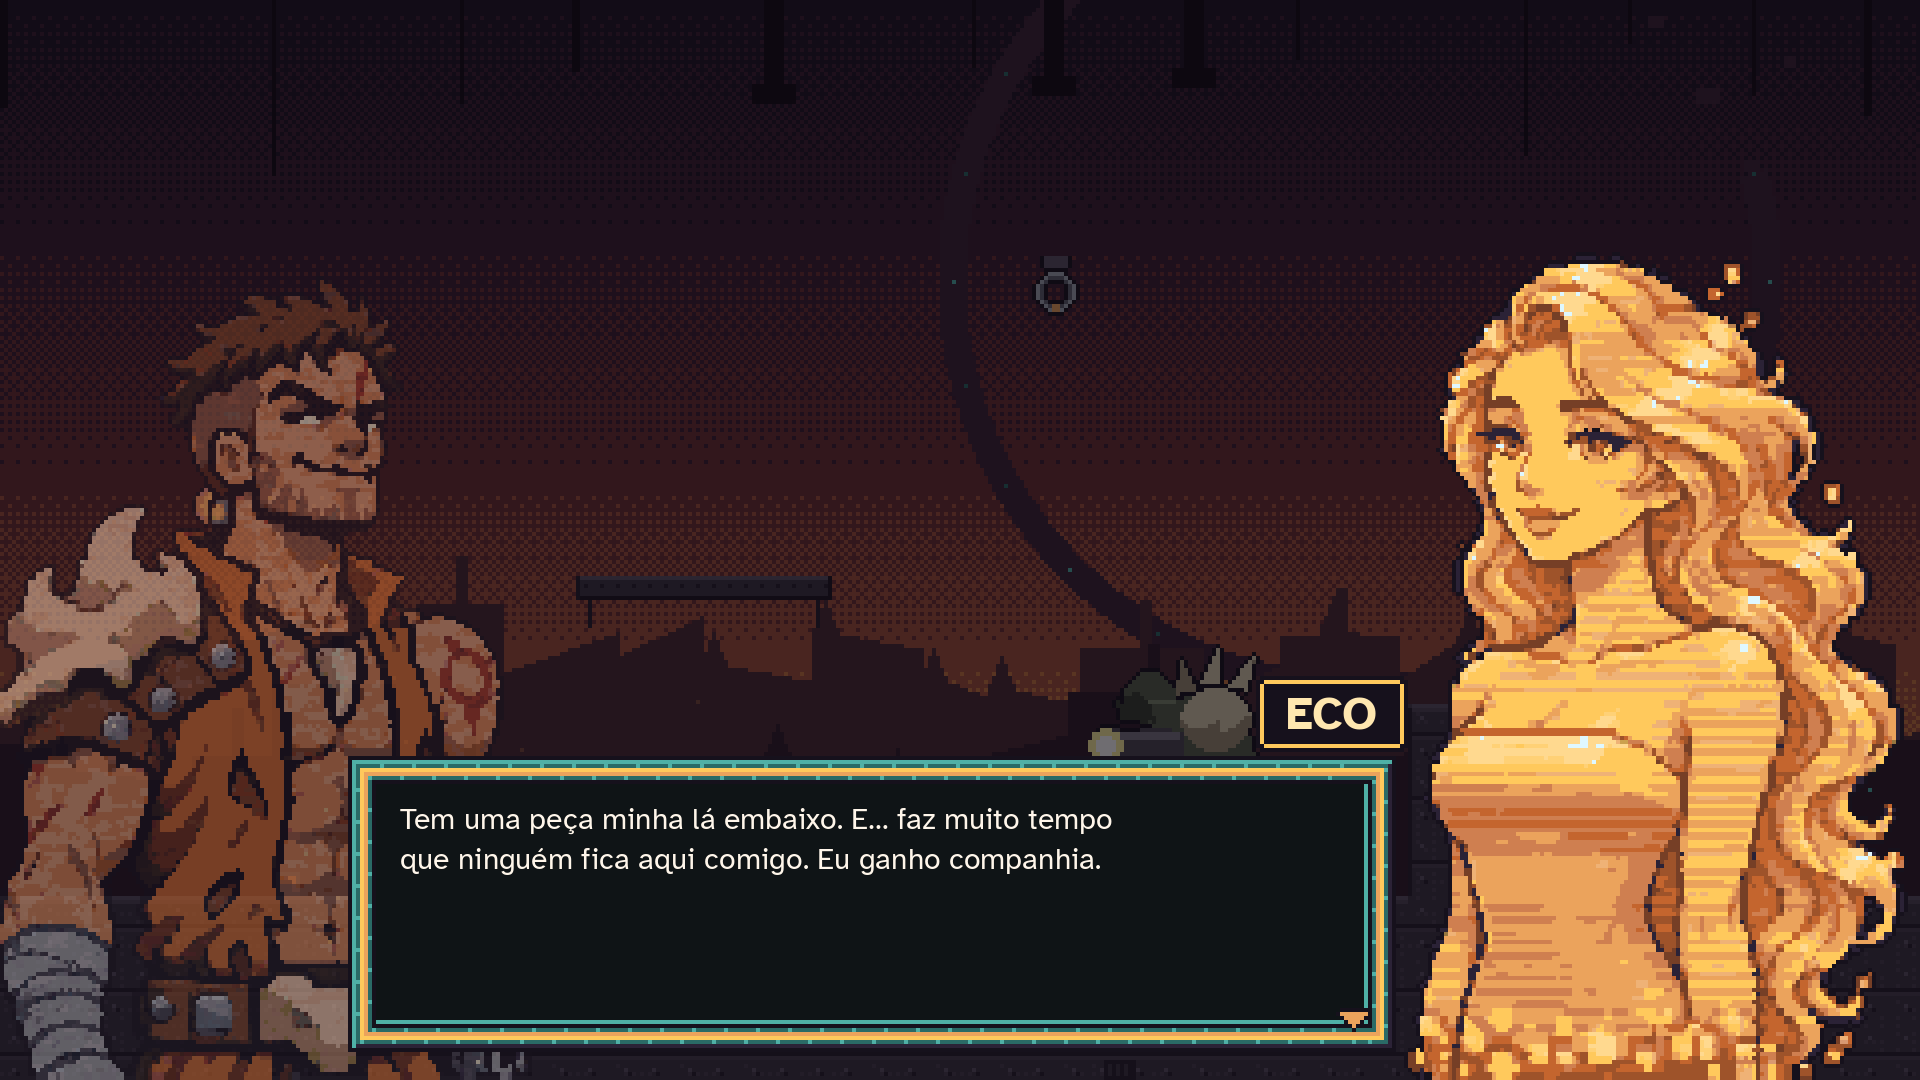 ECO
Tem uma peça minha lá embaixo. E... faz muito tempo
que ninguém fica aqui comigo. Eu ganho companhia.